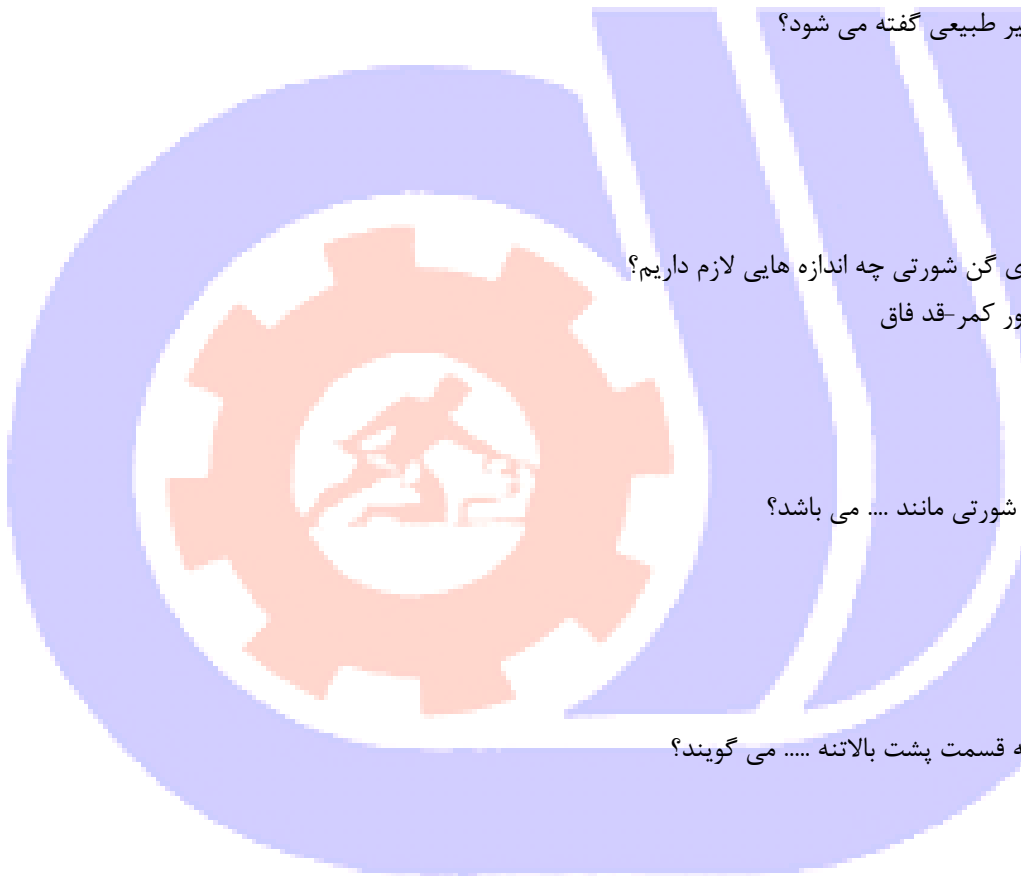 یر طبیعی گفته می شود؟
ی گن شورتی چه اندازه هایی لازم داریم؟
ور کمر-قد فاق
شورتی مانند .... می باشد؟
ه قسمت پشت بالاتنه ..... می گویند؟